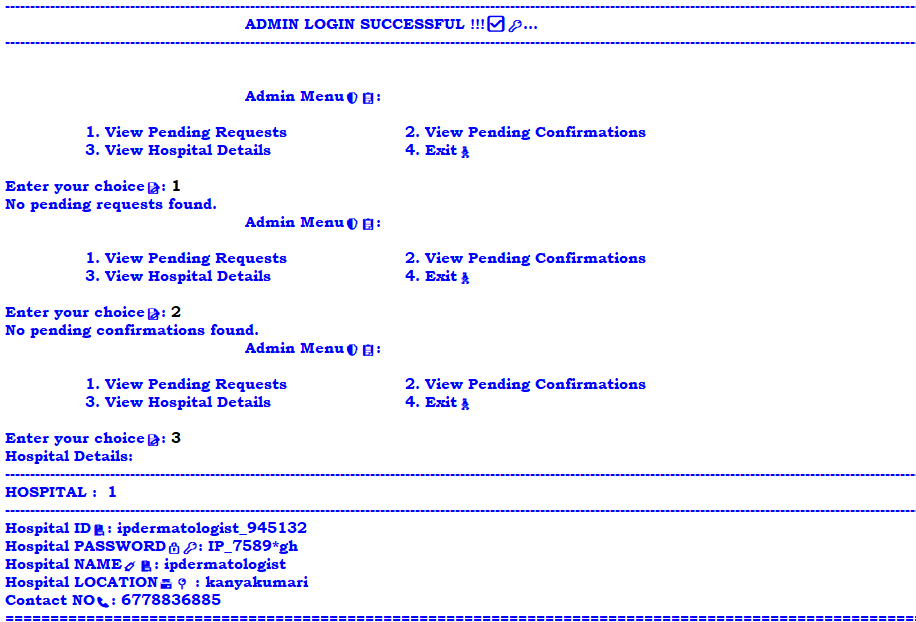 --------------------------------------------------------------------------------
ADMIN LOGIN SUCCESSFUL !!!☑🔑...
--------------------------------------------------------------------------------
Admin Menu🌓📋:
1. View Pending Requests 2. View Pending Confirmations
3. View Hospital Details 4. Exit🚶
Enter your choice📝: 1
No pending requests found.
Admin Menu🌓📋:
1. View Pending Requests 2. View Pending Confirmations
3. View Hospital Details 4. Exit🚶
Enter your choice📝: 2
No pending confirmations found.
Admin Menu🌓📋:
1. View Pending Requests 2. View Pending Confirmations
3. View Hospital Details 4. Exit🚶
Enter your choice📝: 3
Hospital Details:
--------------------------------------------------------------------------------
HOSPITAL : 1
--------------------------------------------------------------------------------
Hospital ID: ipdermatologist_945132
Hospital PASSWORD🔒🔑: IP_7589*gh
Hospital NAME: ipdermatologist
Hospital LOCATION : kanyakumari
Contact NO📞: 6778836885
================================================================================